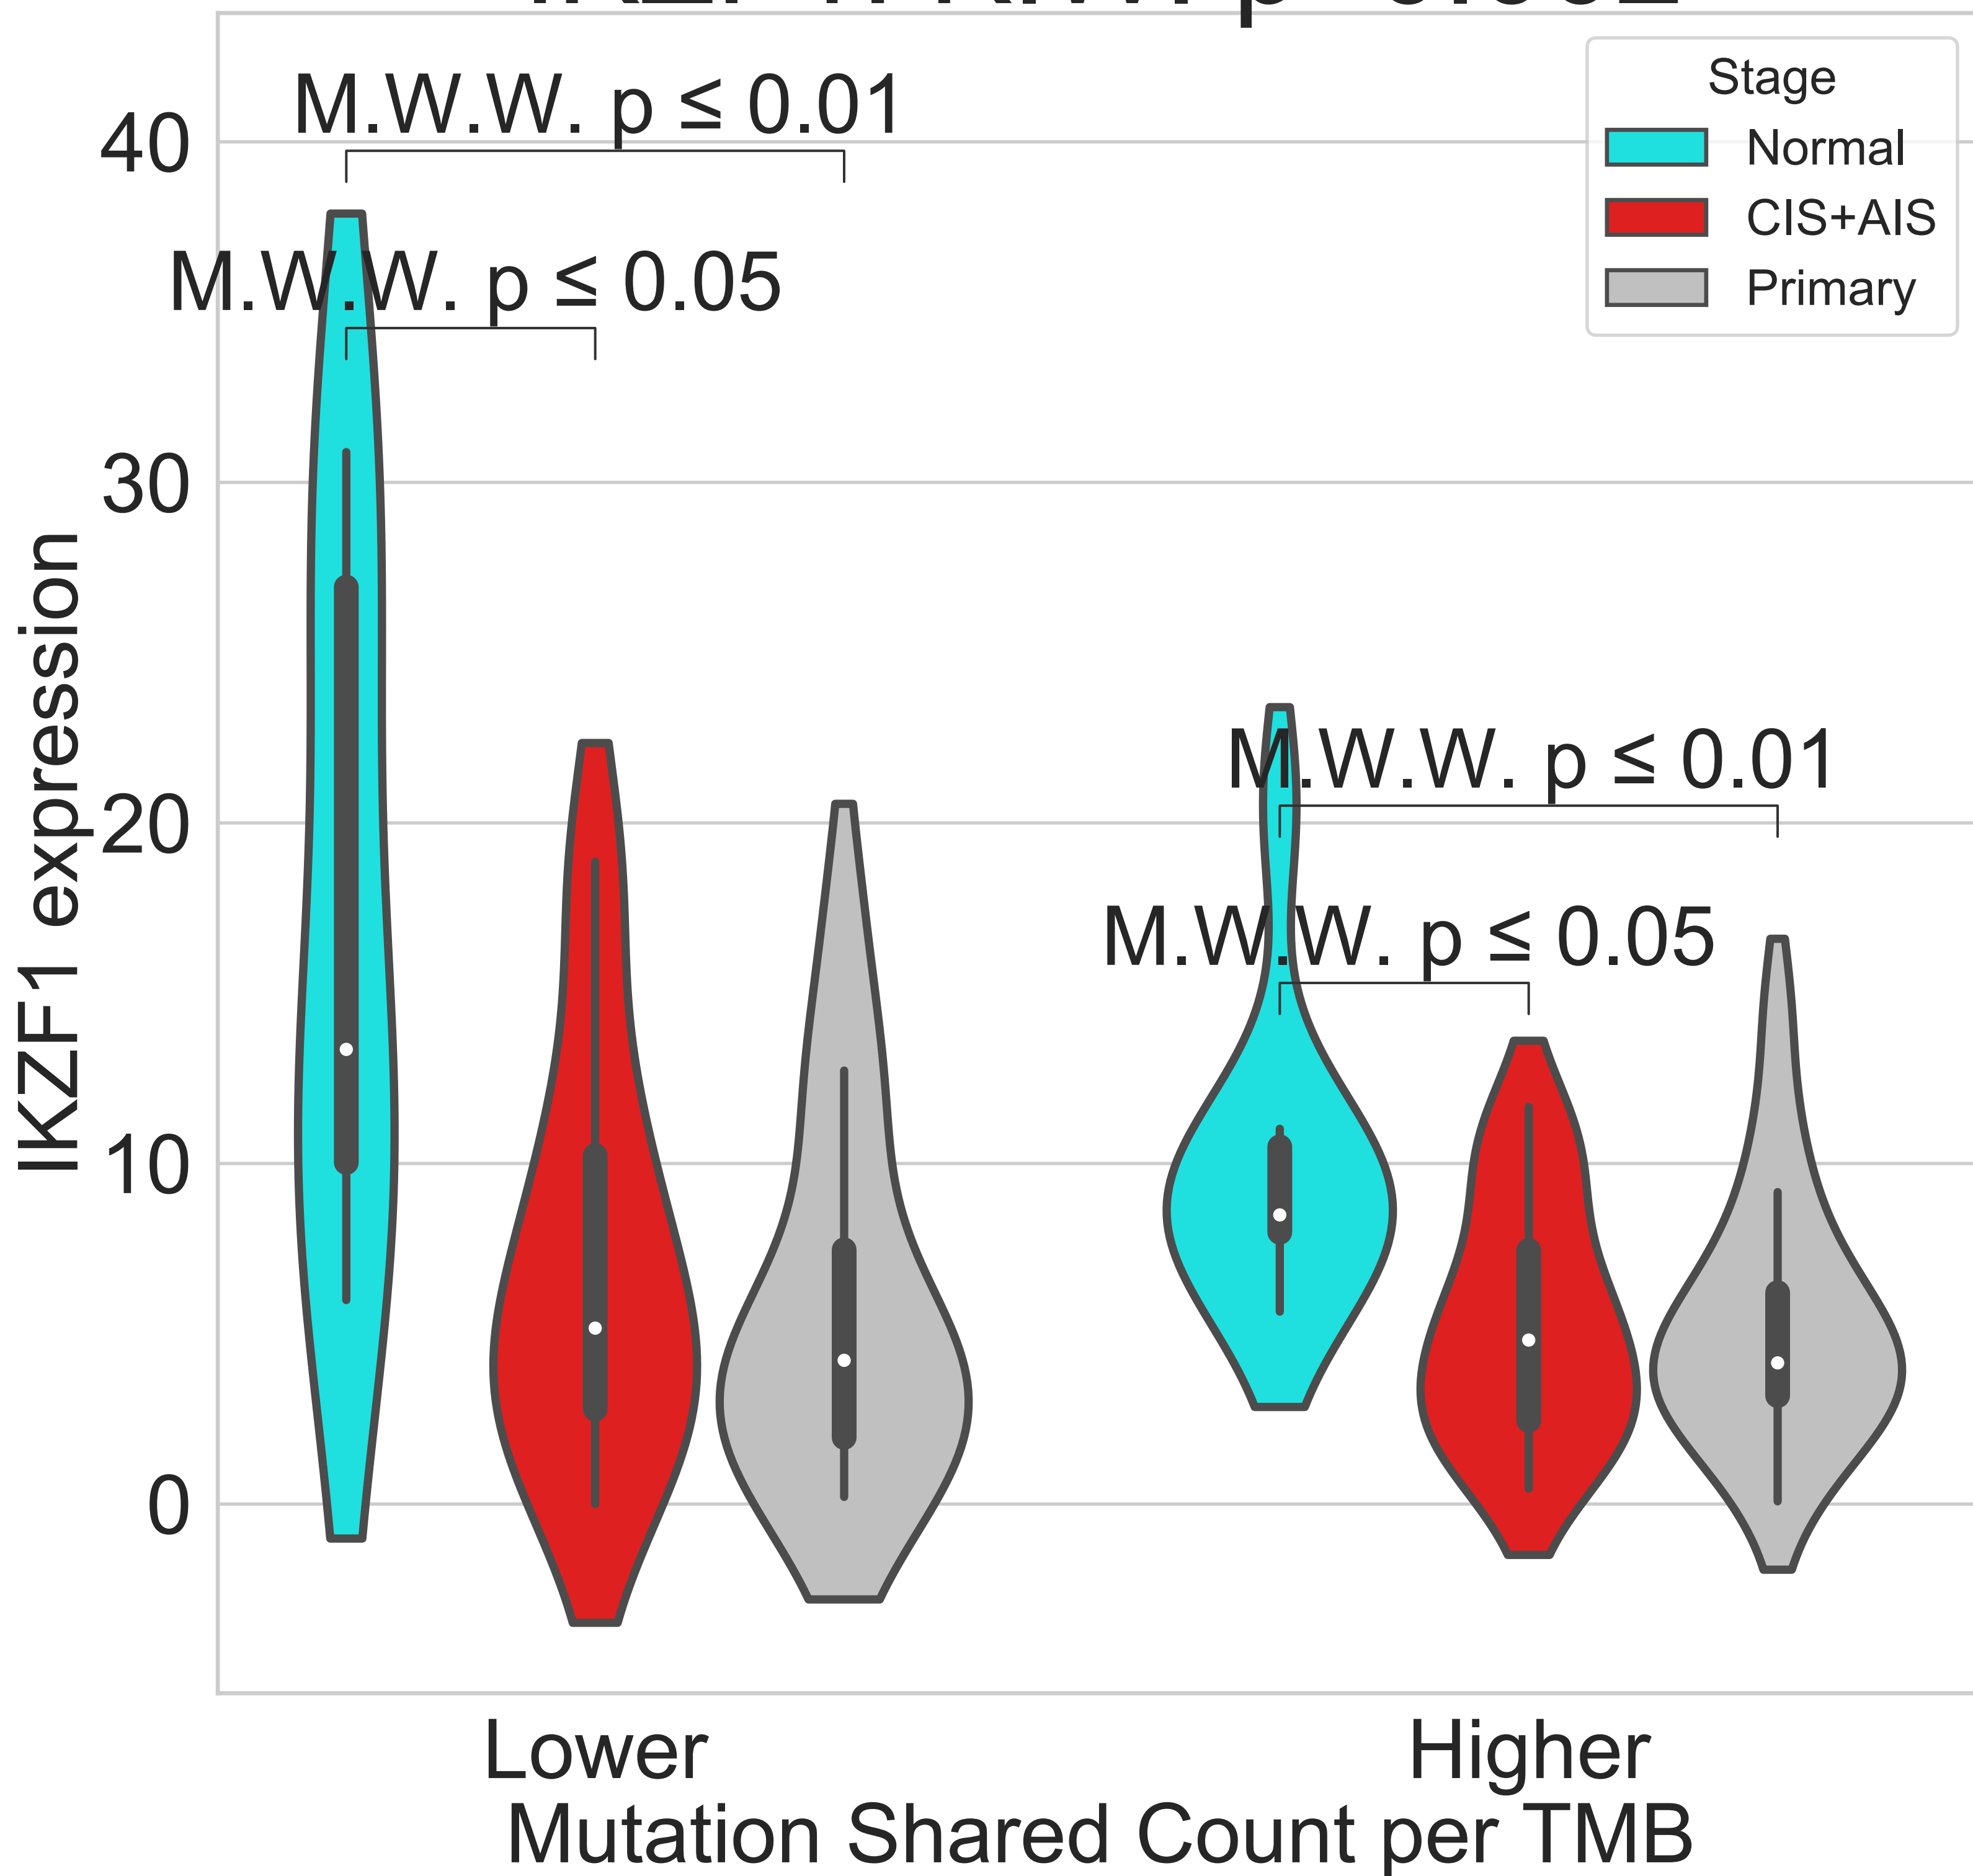 Stage
Normal
CIS+AIS
Primary
M.W.W. p ≤ 0.01
M.W.W. p ≤ 0.05
M.W.W. p ≤ 0.01
M.W.W. p ≤ 0.05
40
30
20
10
0
IKZF1 expression
Lower
Higher
Mutation Shared Count per TMB